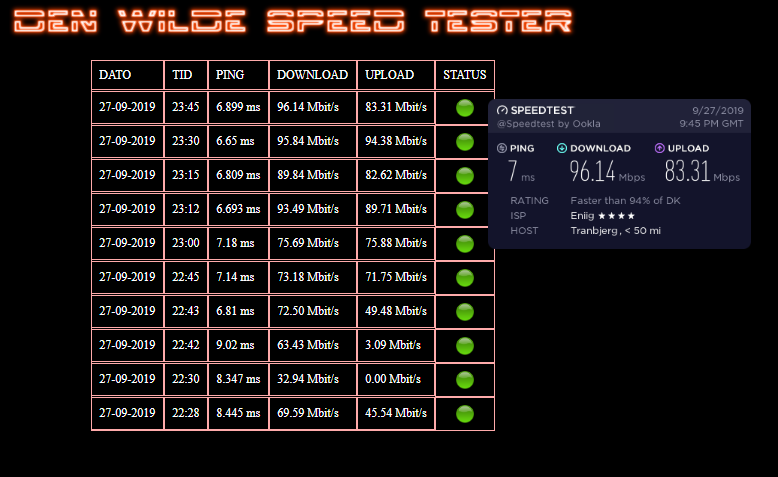 DEN WILDE SPEED TESTER
DATO TID PING DOWNLOAD UPLOAD STATUS
27-09-2019 23:45 6.899 ms 96.14 Mbit/s 83.31 Mbit/s
27-09-2019 23:30 6.65 ms 95.84 Mbit/s 94.38 Mbit/s
27-09-2019 23:15 6.809 ms 89.84 Mbit/s 82.62 Mbit/s
27-09-2019 23:12 6.693 ms 93.49 Mbit/s 89.71 Mbit/s
27-09-2019 23:00 7.18 ms 75.69 Mbit/s 75.88 Mbit/s
27-09-2019 22:45 7.14 ms 73.18 Mbit/s 71.75 Mbit/s
27-09-2019 22:43 6.81 ms 72.50 Mbit/s 49.48 Mbit/s
27-09-2019 22:42 9.02 ms 63.43 Mbit/s 3.09 Mbit/s
27-09-2019 22:30 8.347 ms 32.94 Mbit/s 0.00 Mbit/s
27-09-2019 22:28 8.445 ms 69.59 Mbit/s 45.54 Mbit/s
SPEEDTEST 9/27/2019
@Speedtest by Ookla 9:45 PM GMT
PING DOWNLOAD UPLOAD
7 ms 96.14 Mbps 83.31 Mbps
RATING Faster than 94% of DK
ISP Eniig ★★★★
HOST Tranbjerg, < 50 mi